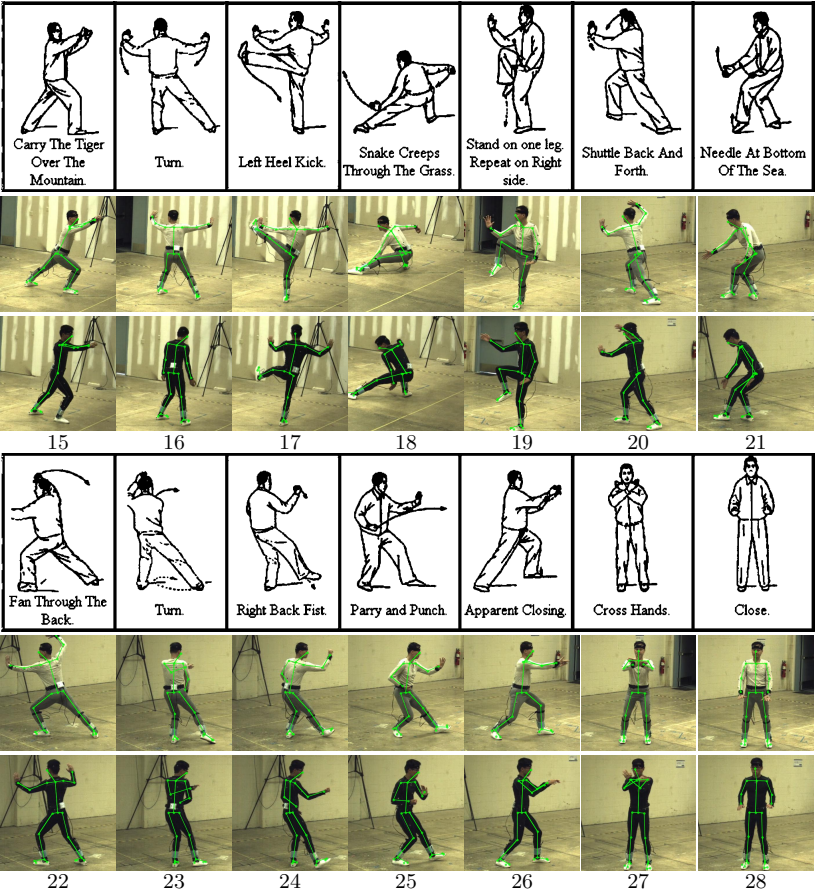 Carry The Tiger
Over The
Mountain.
Turn.
Left Heel Kick.
Snake Creeps
Through The Grass.
Stand on one leg.
Repeat on Right
side.
Shuttle Back And
Forth.
Needle At Bottom
Of The Sea.
15 16 17 18 19 20 21
Fan Through The
Back.
Turn.
Right Back Fist.
Parry and Punch.
Apparent Closing.
Cross Hands.
Close.
22 23 24 25 26 27 28